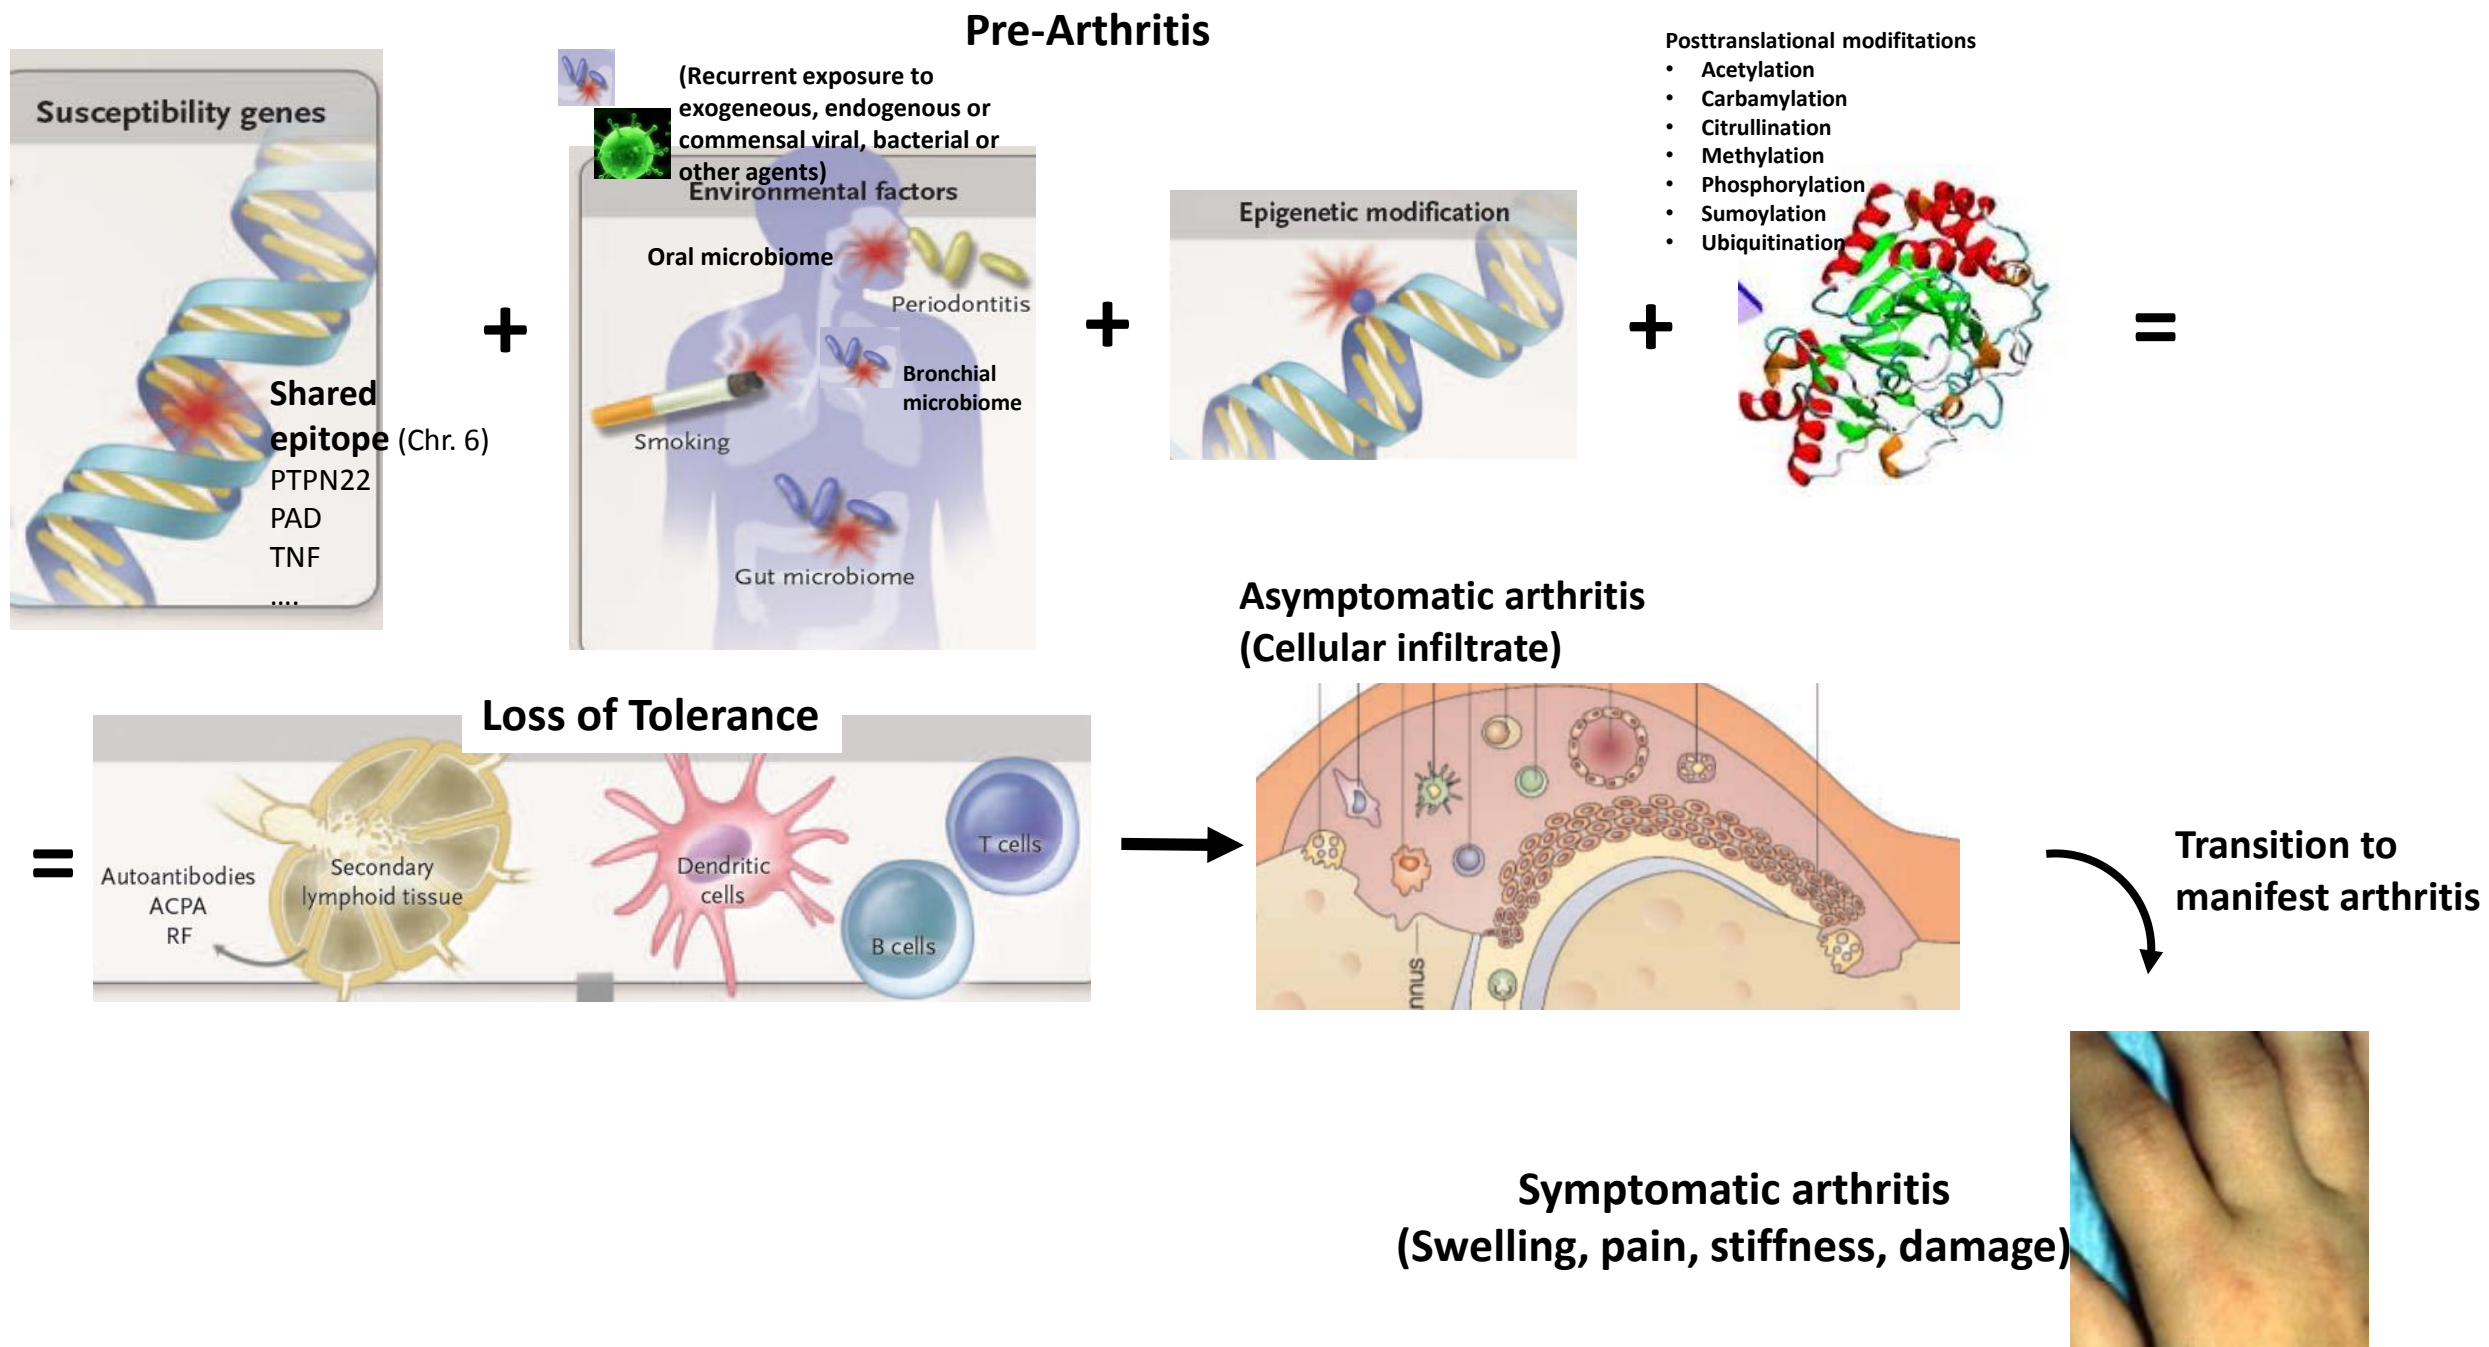 Pre-Arthritis
Susceptibility genes
Shared
epitope (Chr. 6)
PTPN22
PAD
TNF
....
+
(Recurrent exposure to
exogeneous, endogenous or
commensal viral, bacterial or
other agents)
Environmental factors
Oral microbiome
Periodontitis
Bronchial
microbiome
Smoking
Gut microbiome
+
Epigenetic modification
+
Posttranslational modifitations
• Acetylation
• Carbamylation
• Citrullination
• Methylation
• Phosphorylation
• Sumoylation
• Ubiquitination
=
=
Loss of Tolerance
Autoantibodies
ACPA
RF
Secondary
lymphoid tissue
Dendritic
cells
T cells
B cells
Asymptomatic arthritis
(Cellular infiltrate)
nnus
Transition to
manifest arthritis
Symptomatic arthritis
(Swelling, pain, stiffness, damage)